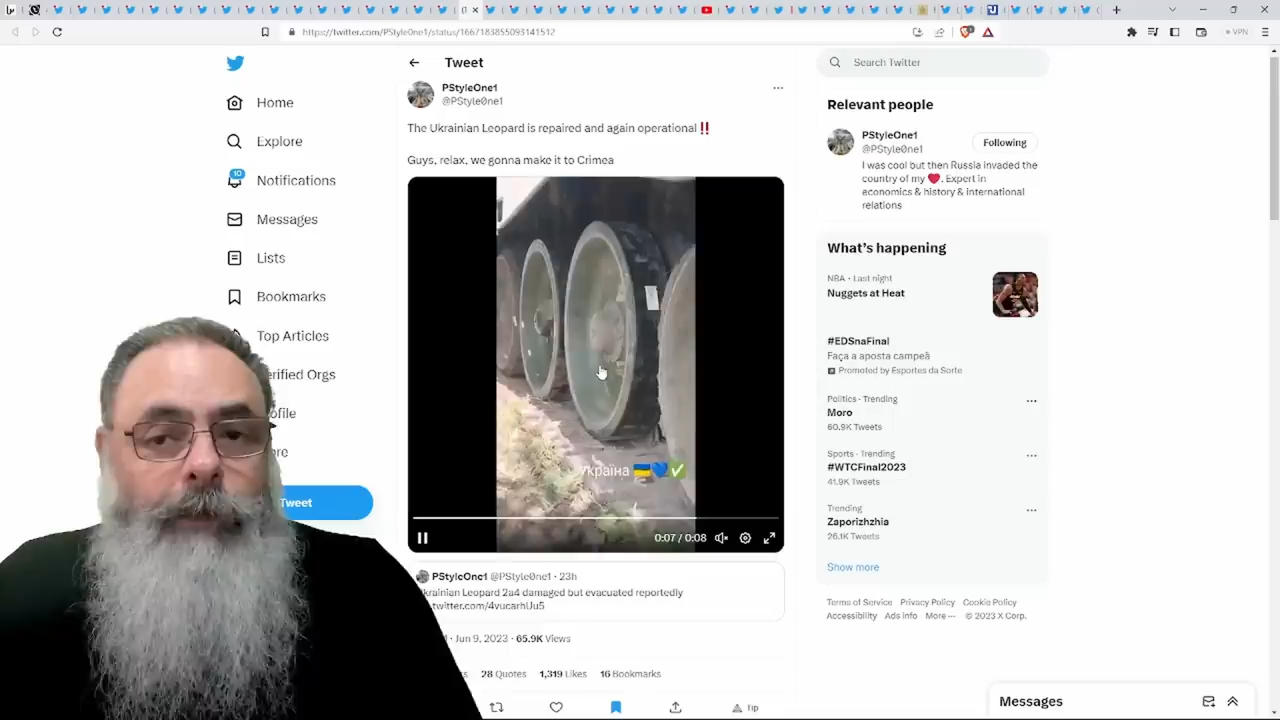 https://twitter.com/PStyle0ne1/status/1667183855093141512
VPN
Home
Explore
10
Notifications
Messages
Lists
Bookmarks
Top Articles
erified Orgs
ofile
re
Tweet
Tweet
PStyleOne1
@PStyle0ne1
The Ukrainian Leopard is repaired and again operational‼
Guys, relax, we gonna make it to Crimea
Україна 🇺🇦💙✅
0:07 / 0:08
PStyleOne1 @PStyle0ne1 · 23h
krainian Leopard 2a4 damaged but evacuated reportedly
twitter.com/4vucarhUu5
Jun 9, 2023 · 65.9K Views
28 Quotes 1,319 Likes 16 Bookmarks
Tip
Search Twitter
Relevant people
PStyleOne1
@PStyle0ne1
Following
I was cool but then Russia invaded the
country of my ❤️. Expert in
economics & history & international
relations
What's happening
NBA · Last night
Nuggets at Heat
#EDSnaFinal
Faça a aposta campeã
Promoted by Esportes da Sorte
Politics · Trending
Moro
60.9K Tweets
Sports · Trending
#WTCFinal2023
41.9K Tweets
Trending
Zaporizhzhia
26.1K Tweets
Show more
Terms of Service Privacy Policy Cookie Policy
Accessibility Ads info More ··· © 2023 X Corp.
Messages